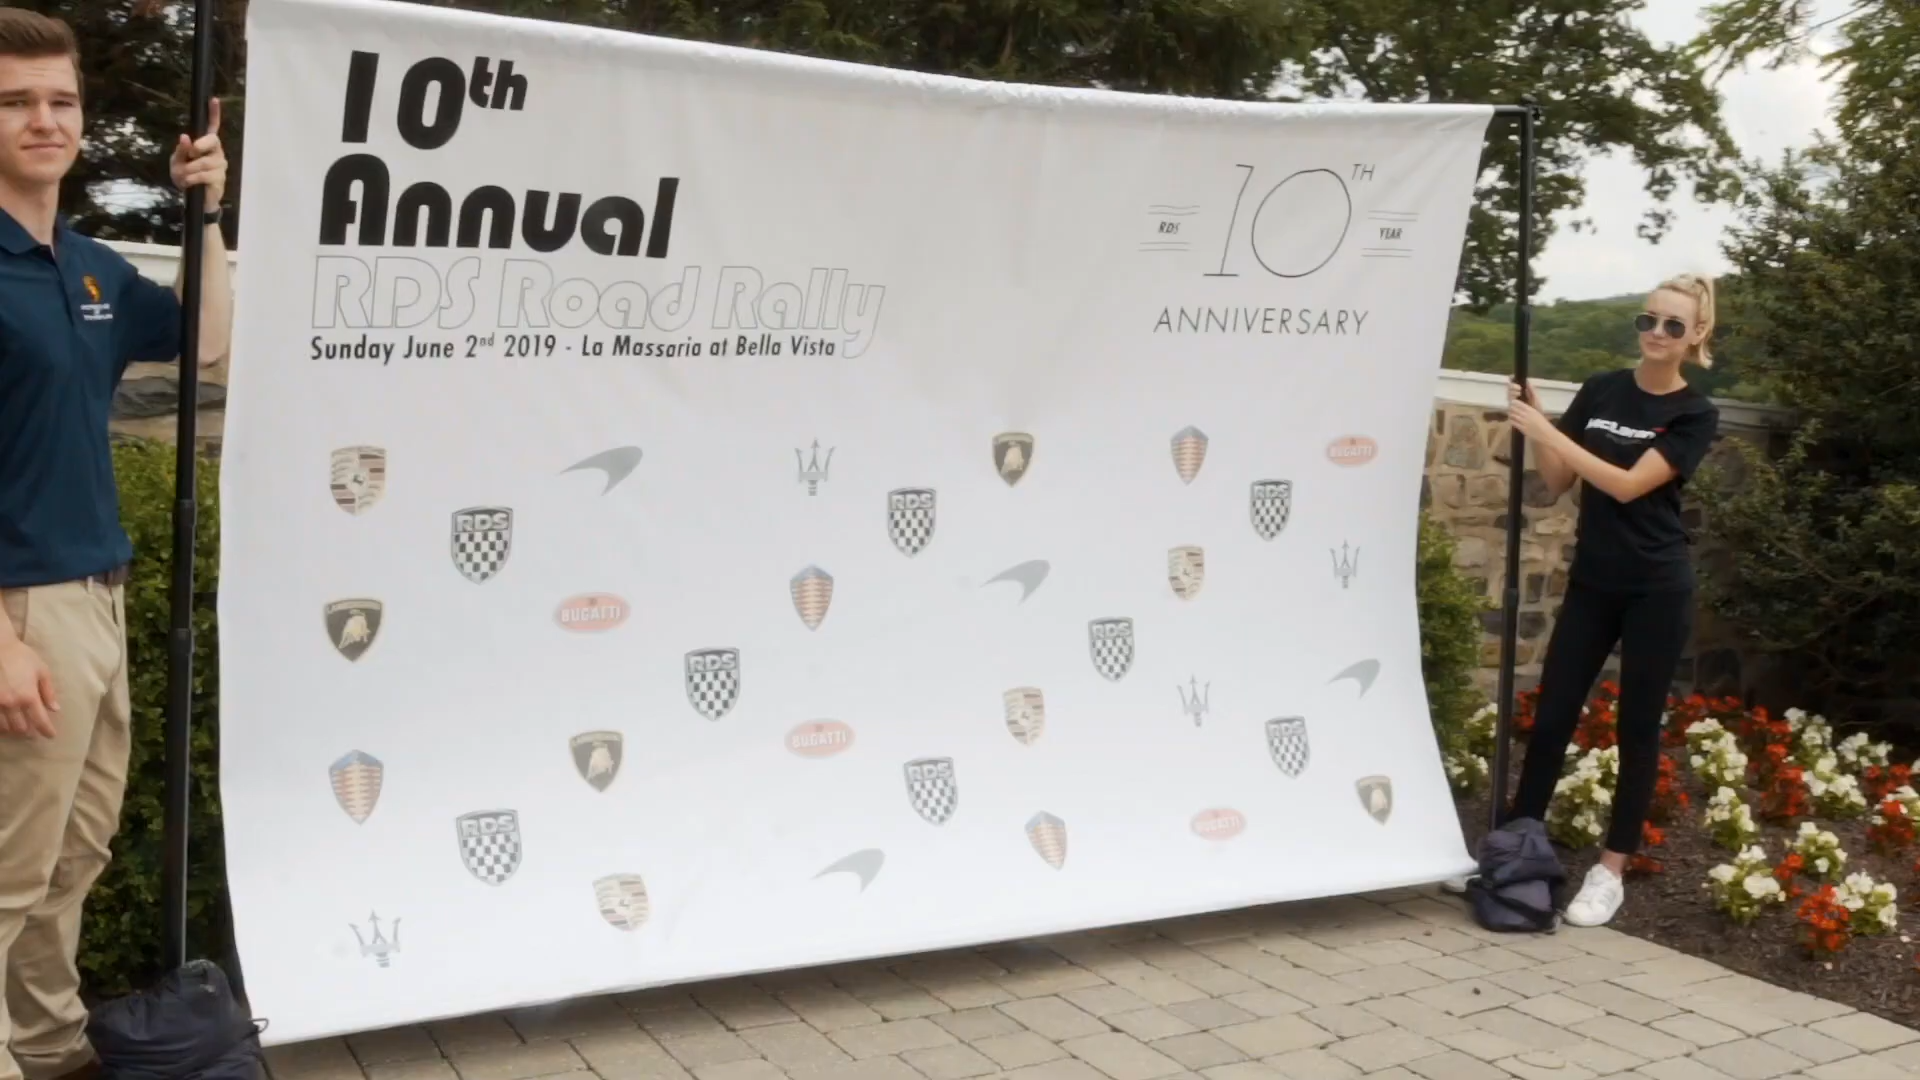 10th
Annual
RDS Road Rally
Sunday June 2nd 2019 - La Massaria at Bella Vista
RDS 10TH YEAR
ANNIVERSARY
BUGATTI
RDS
RDS
RDS
BUGATTI
RDS
RDS
BUGATTI
RDS
RDS
RDS
BUGATTI
McLaren